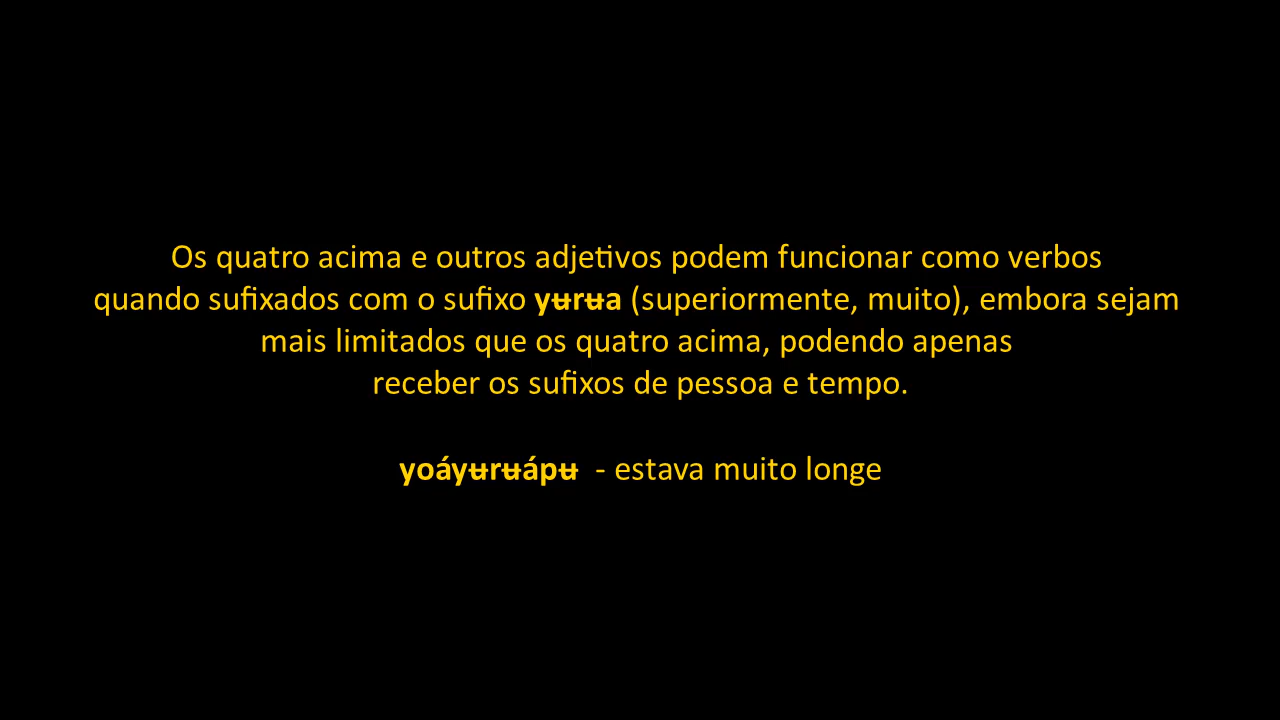 Os quatro acima e outros adjetivos podem funcionar como verbos
quando sufixados com o sufixo yʉrʉa (superiormente, muito), embora sejam
mais limitados que os quatro acima, podendo apenas
receber os sufixos de pessoa e tempo.
yoáyʉrʉápʉ - estava muito longe